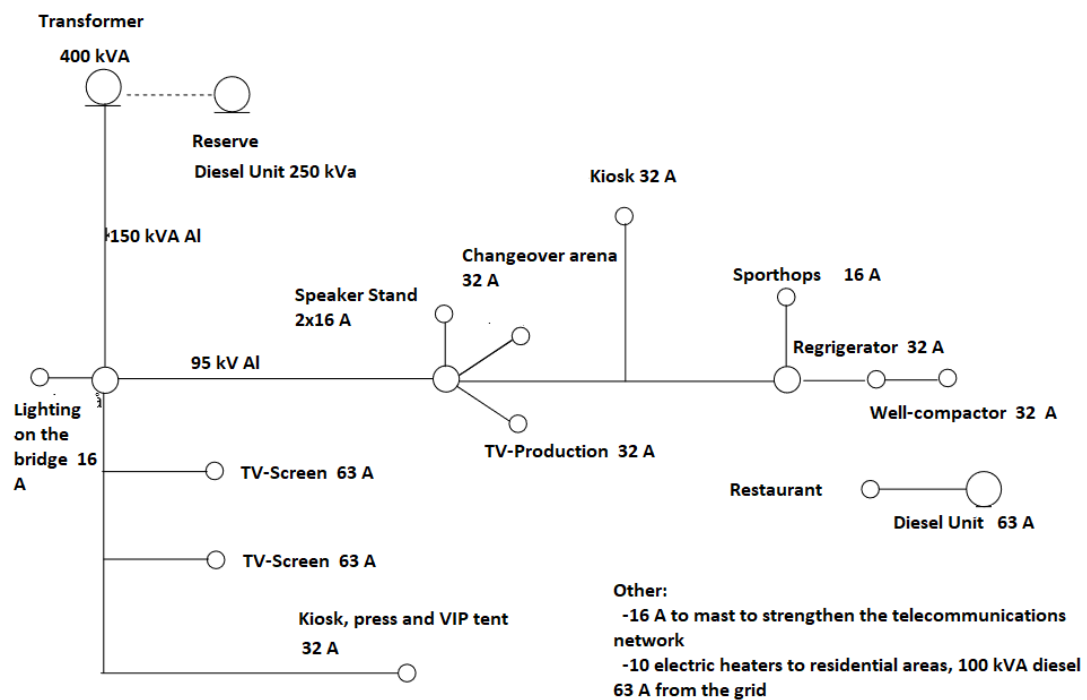 Transformer
400 kVA
Reserve
Diesel Unit 250 kVa
150 kVA Al
Kiosk 32 A
Changeover arena
32 A
Speaker Stand
2x16 A
Sporthops 16 A
Regrigerator 32 A
95 kV Al
Lighting
on the
bridge 16
A
Well-compactor 32 A
TV-Production 32 A
TV-Screen 63 A
Restaurant
Diesel Unit 63 A
TV-Screen 63 A
Kiosk, press and VIP tent
32 A
Other:
-16 A to mast to strengthen the telecommunications
network
-10 electric heaters to residential areas, 100 kVA diesel
63 A from the grid